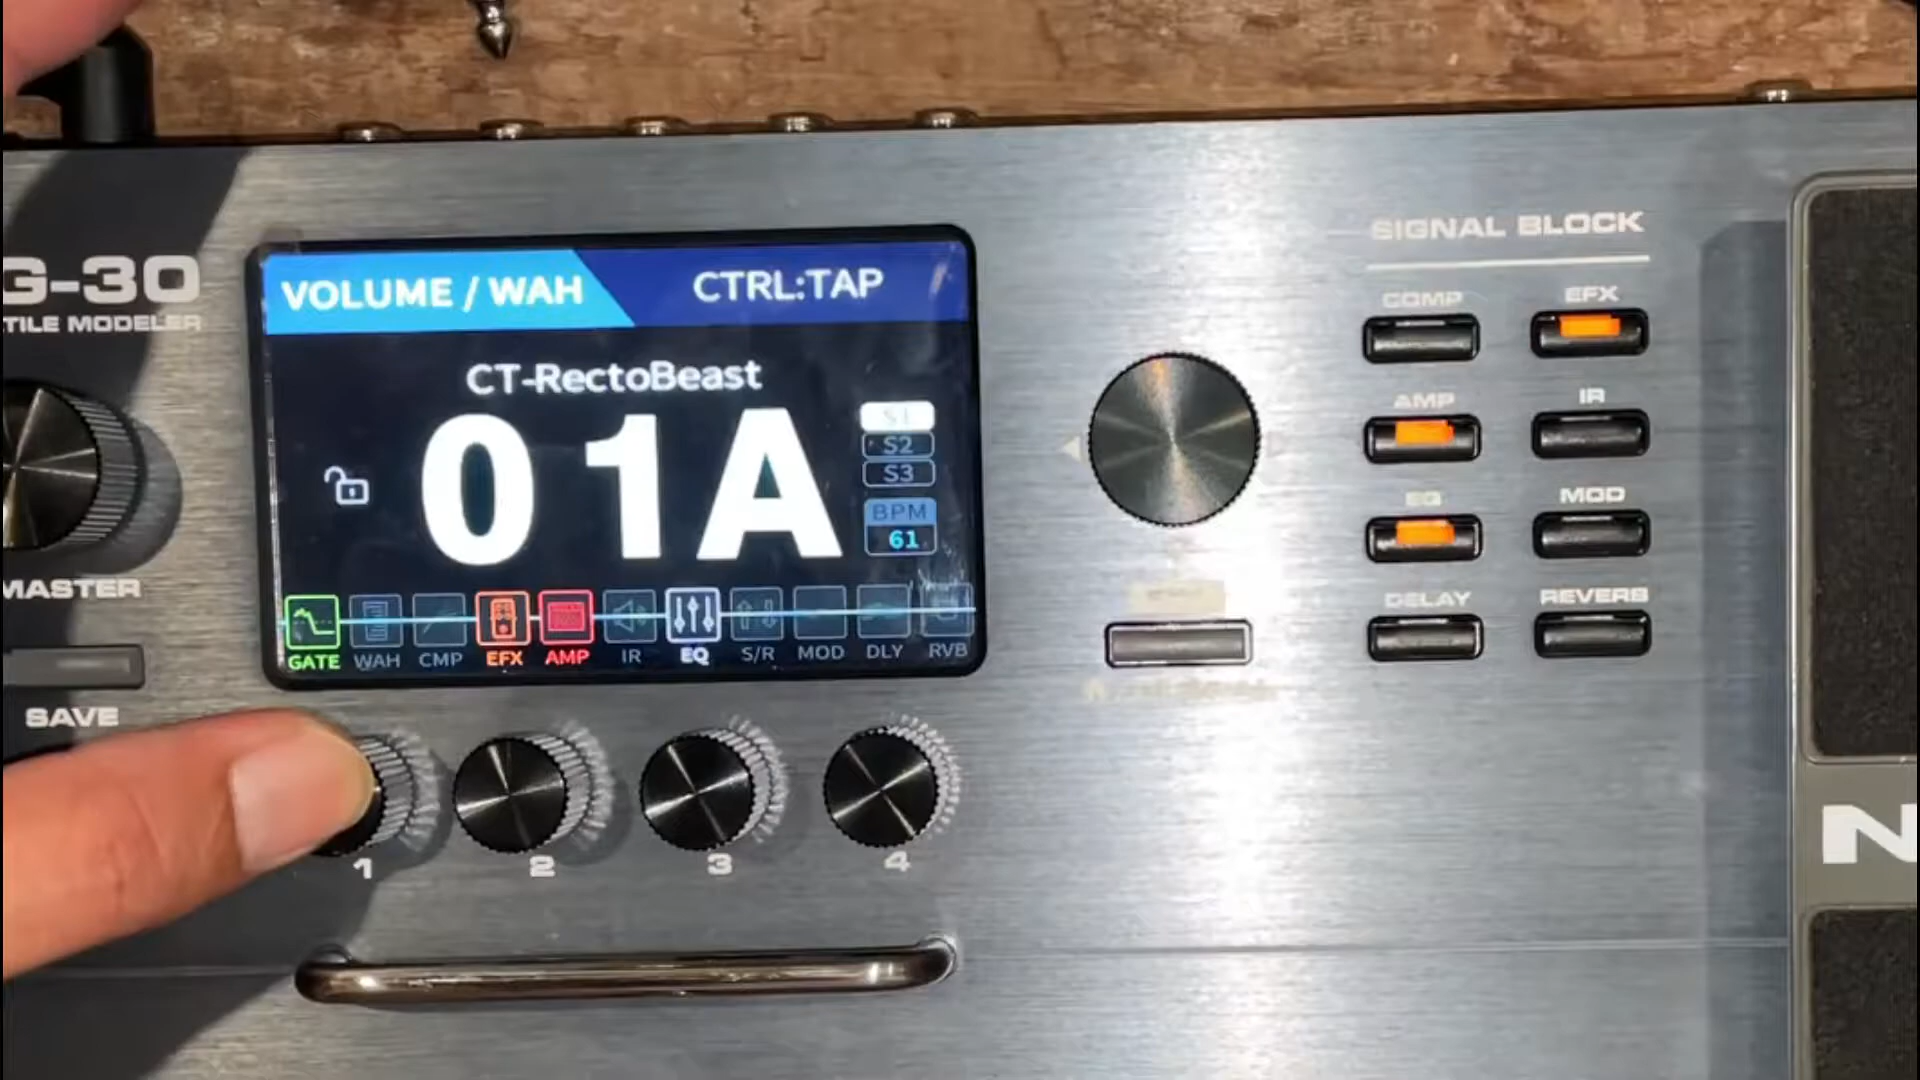 G-30
TILE MODELER
MASTER
SAVE
VOLUME / WAH
CTRL:TAP
CT-RectoBeast
01A
S1
S2
S3
BPM
61
GATE WAH CMP EFX AMP IR EQ S/R MOD DLY RVB
1 2 3 4
SIGNAL BLOCK
COMP EFX
AMP IR
EQ MOD
DELAY REVERB
N